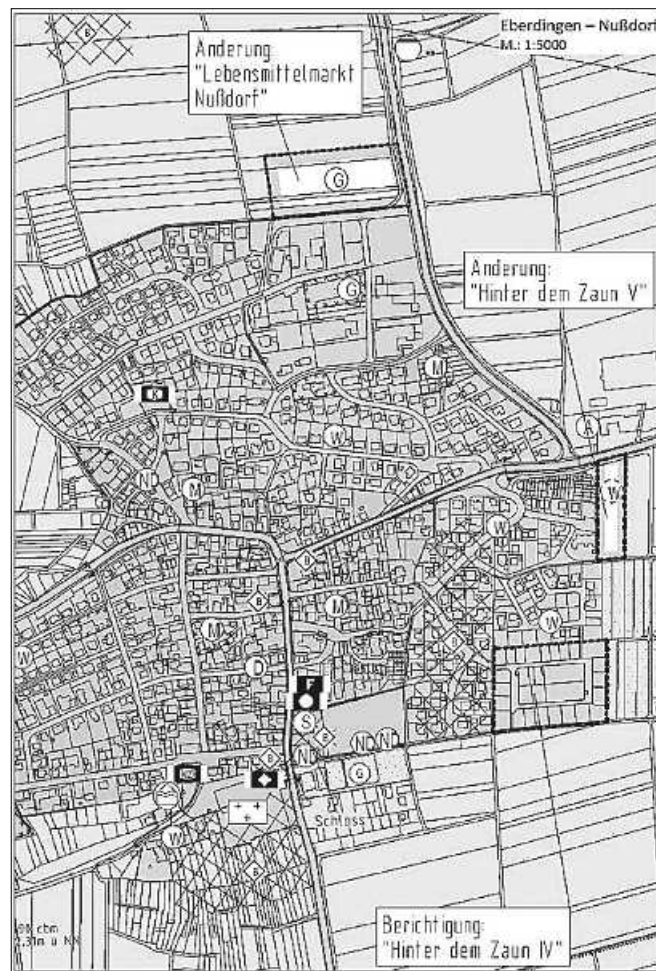 Eberdingen – Nußdorf
M.: 1:5000
Änderung:
"Lebensmittelmarkt
Nußdorf"
B
G
Änderung:
"Hinter dem Zaun V"
G
M
K
A
W
N
M
W
W
B
B
M
W
M
W
D
F
S
B
N
N
N
B
G
W
Schloss
B
Berichtigung:
"Hinter dem Zaun IV"